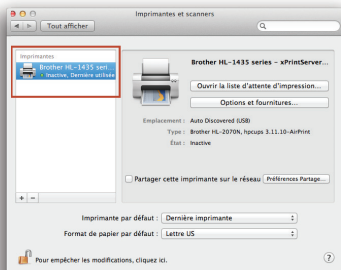 Imprimantes et scanners
Tout afficher
Imprimantes
Brother HL-1435 seri...
Inactive, Dernière utilisée
Brother HL-1435 series - xPrintServer...
Ouvrir la liste d'attente d'impression...
Options et fournitures...
Emplacement : Auto Discovered (USB)
Type : Brother HL-2070N, hpcups 3.11.10-AirPrint
État : Inactive
Partager cette imprimante sur le réseau Préférences Partage...
+ −
Imprimante par défaut : Dernière imprimante
Format de papier par défaut : Lettre US
Pour empêcher les modifications, cliquez ici.
?